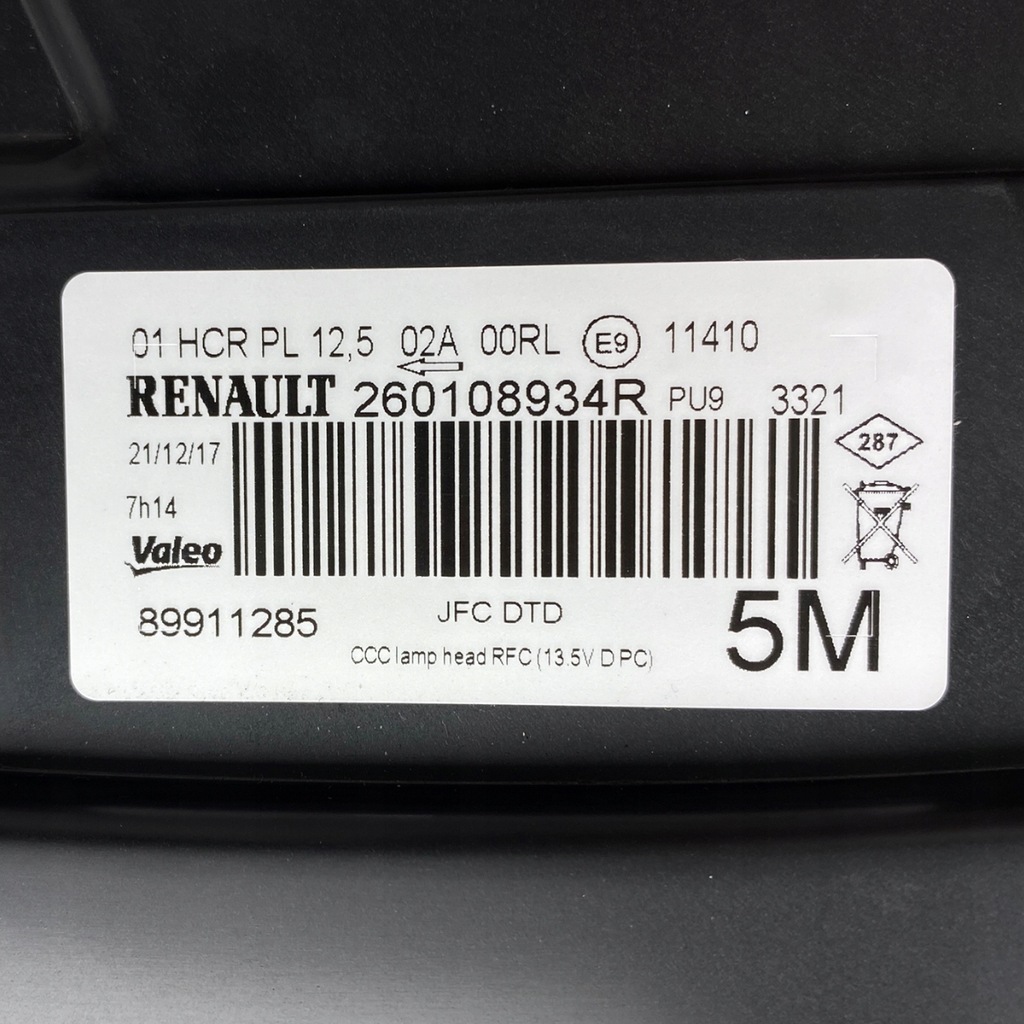 01 HCR PL 12,5 02A 00RL E9 11410
RENAULT 260108934R PU9 3321
21/12/17
287
7h14
Valeo
89911285 JFC DTD 5M
CCC lamp head RFC (13.5V D PC)